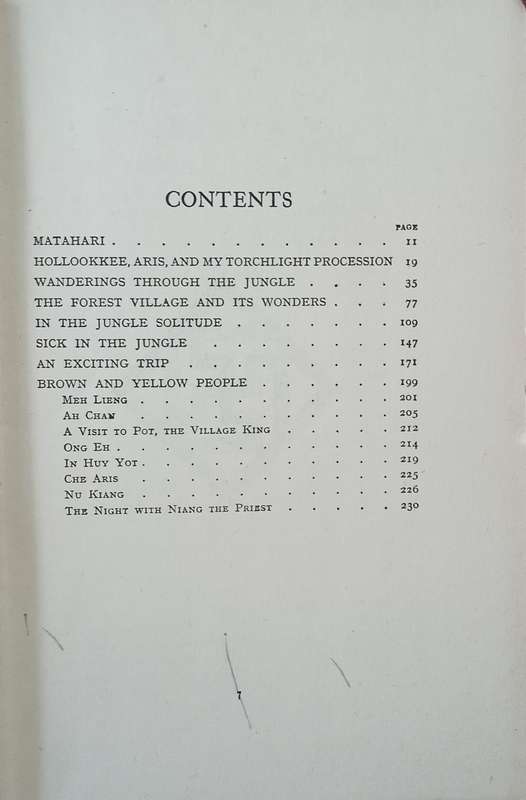 CONTENTS
PAGE
MATAHARI . . . . . . . . . . . . 11
HOLLOOKKEE, ARIS, AND MY TORCHLIGHT PROCESSION 19
WANDERINGS THROUGH THE JUNGLE . . . . 35
THE FOREST VILLAGE AND ITS WONDERS . . . 77
IN THE JUNGLE SOLITUDE . . . . . . . 109
SICK IN THE JUNGLE . . . . . . . . 147
AN EXCITING TRIP . . . . . . . . . 171
BROWN AND YELLOW PEOPLE . . . . . . 199
MEH LIENG . . . . . . . . . . . 201
AH CHAN . . . . . . . . . . . 205
A VISIT TO POT, THE VILLAGE KING . . . . . 212
ONG EH . . . . . . . . . . . . 214
IN HUY YOT . . . . . . . . . . . 219
CHE ARIS . . . . . . . . . . . 225
NU KIANG . . . . . . . . . . . 226
THE NIGHT WITH NIANG THE PRIEST . . . . . 230
7